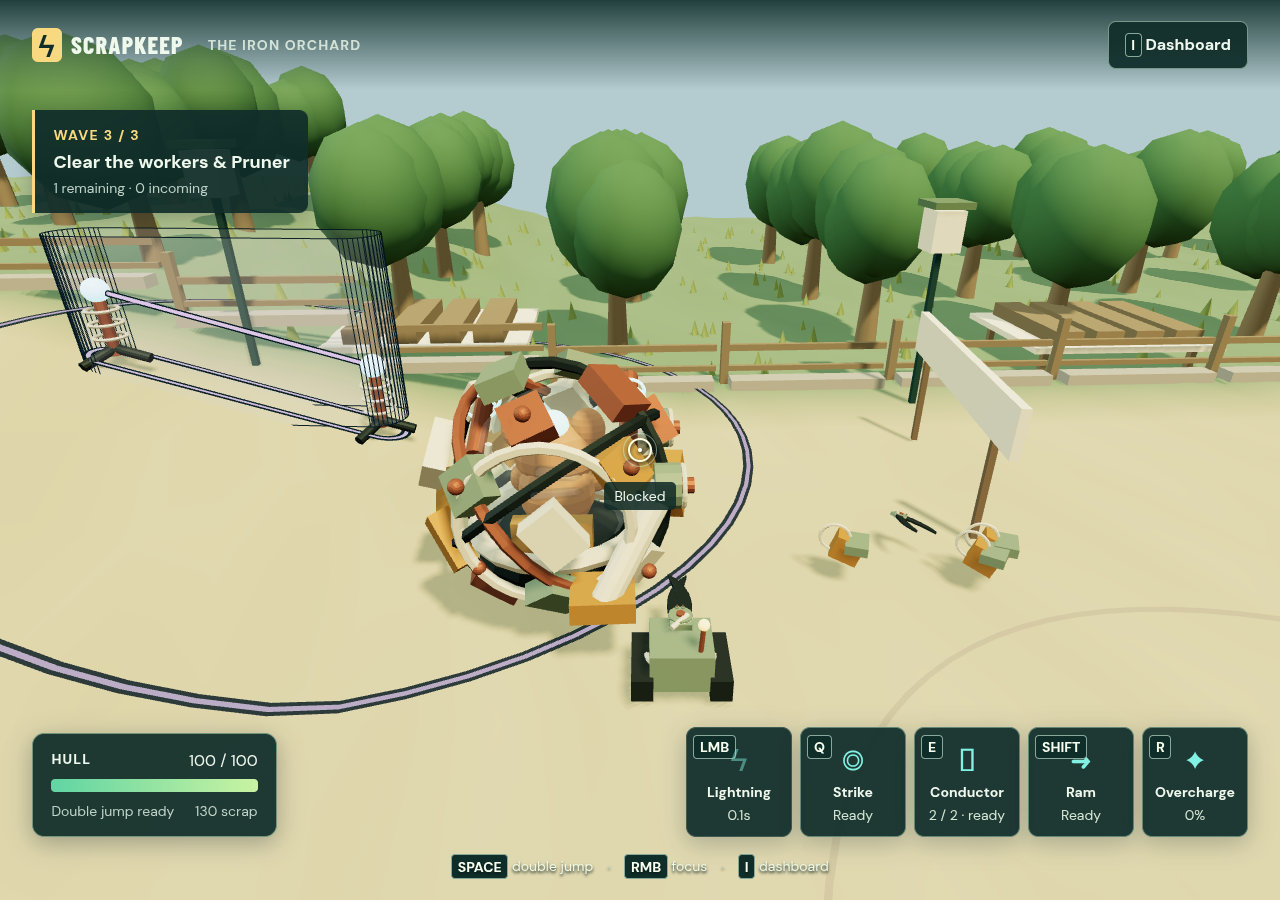 SCRAPKEEP THE IRON ORCHARD
I Dashboard
WAVE 3 / 3
Clear the workers & Pruner
1 remaining · 0 incoming
Blocked
HULL 100 / 100
Double jump ready 130 scrap
LMB
Lightning
0.1s
Q
Strike
Ready
E
Conductor
2 / 2 · ready
SHIFT
Ram
Ready
R
Overcharge
0%
SPACE double jump · RMB focus · I dashboard